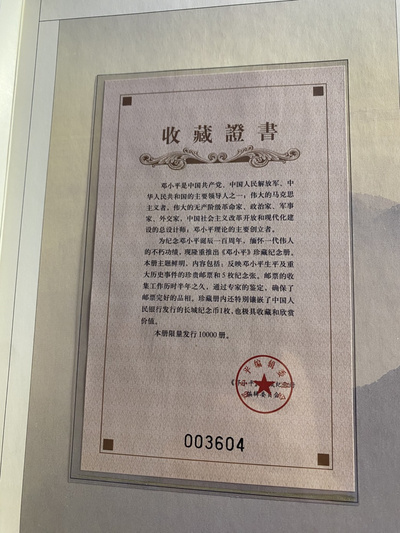 收藏證書
邓小平是中国共产党、中国人民解放军、中
华人民共和国的主要领导人之一；伟大的马克思
主义者，伟大的无产阶级革命家、政治家、军事
家、外交家，中国社会主义改革开放和现代化建
设的总设计师；邓小平理论的主要创立者。
为纪念邓小平诞辰一百周年，缅怀一代伟人
的不朽功绩，现隆重推出《邓小平》珍藏纪念册。
本册主题鲜明，内容包括：反映邓小平生平及重
大历史事件的珍贵邮票和5枚纪念张。邮票的收
集工作历时半年之久，通过专家的鉴定，确保了
邮票完好的品相。珍藏册内还特别镶嵌了中国人
民银行发行的长城纪念币1枚，也极具收藏和欣赏
价值。
本册限量发行10000册。
编辑委员会
003604